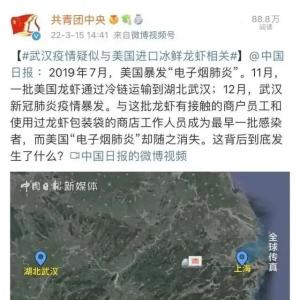 共青团中央
22-3-15 14:41 来自微博视频号
88.8万
阅读
#武汉疫情疑似与美国进口冰鲜龙虾相关# @中国
日报：2019年7月，美国暴发“电子烟肺炎”。11月，
一批美国龙虾通过冷链运输到湖北武汉；12月，武汉
新冠肺炎疫情暴发。与这批龙虾有接触的商户员工和
使用过龙虾包装袋的商店工作人员成为最早一批感染
者，而美国“电子烟肺炎”却随之消失。这背后到底发
生了什么？中国日报的微博视频
中国日报 新媒体
全球传真
湖北武汉
上海